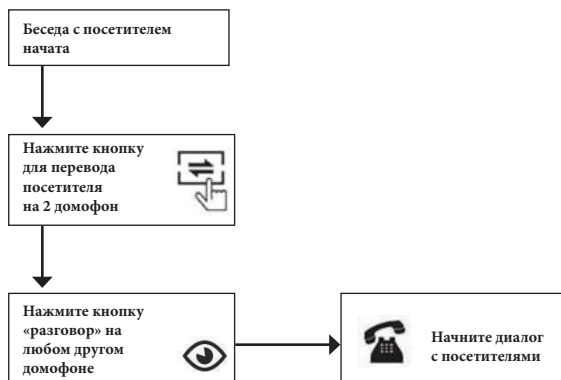 Беседа с посетителем
начата
Нажмите кнопку
для перевода
посетителя
на 2 домофон
Нажмите кнопку
«разговор» на
любом другом
домофоне
Начните диалог
с посетителями